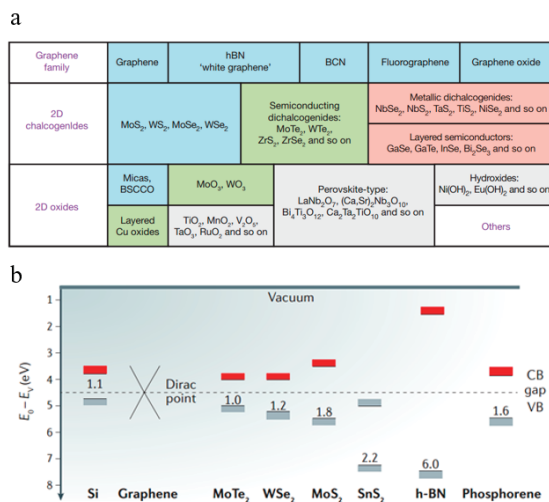 a
Graphene family
Graphene
hBN 'white graphene'
BCN
Fluorographene
Graphene oxide
2D chalcogenides
MoS₂, WS₂, MoSe₂, WSe₂
Semiconducting
dichalcogenides:
MoTe₂, WTe₂,
ZrS₂, ZrSe₂ and so on
Metallic dichalcogenides:
NbSe₂, NbS₂, TaS₂, TiS₂, NiSe₂ and so on
Layered semiconductors:
GaSe, GaTe, InSe, Bi₂Se₃ and so on
2D oxides
Micas,
BSCCO
MoO₃, WO₃
Perovskite-type:
LaNb₂O₇, (Ca,Sr)₂Nb₃O₁₀,
Bi₄Ti₃O₁₂, Ca₂Ta₂TiO₁₀ and so on
Hydroxides:
Ni(OH)₂, Eu(OH)₂ and so on
Layered
Cu oxides
TiO₂, MnO₂, V₂O₅,
TaO₃, RuO₂ and so on
Others
b
Vacuum
E₀ − Eᵥ (eV)
1
2
3
4
5
6
7
8
1.1
Dirac
point
1.0
1.2
1.8
2.2
6.0
1.6
CB
gap
VB
Si Graphene MoTe₂ WSe₂ MoS₂ SnS₂ h-BN Phosphorene